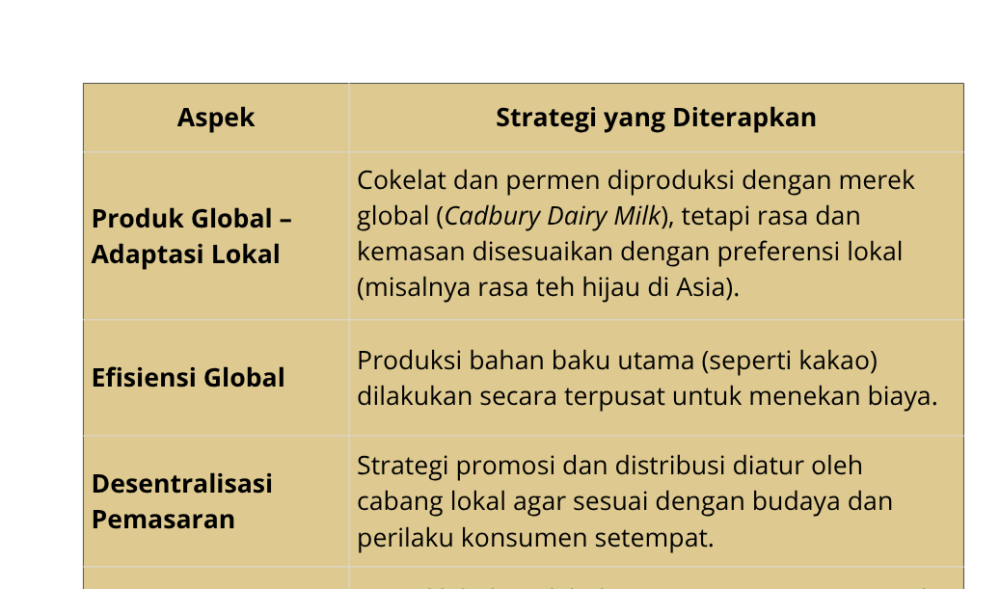 Aspek
Strategi yang Diterapkan
Produk Global –
Adaptasi Lokal
Cokelat dan permen diproduksi dengan merek
global (Cadbury Dairy Milk), tetapi rasa dan
kemasan disesuaikan dengan preferensi lokal
(misalnya rasa teh hijau di Asia).
Efisiensi Global
Produksi bahan baku utama (seperti kakao)
dilakukan secara terpusat untuk menekan biaya.
Desentralisasi
Pemasaran
Strategi promosi dan distribusi diatur oleh
cabang lokal agar sesuai dengan budaya dan
perilaku konsumen setempat.